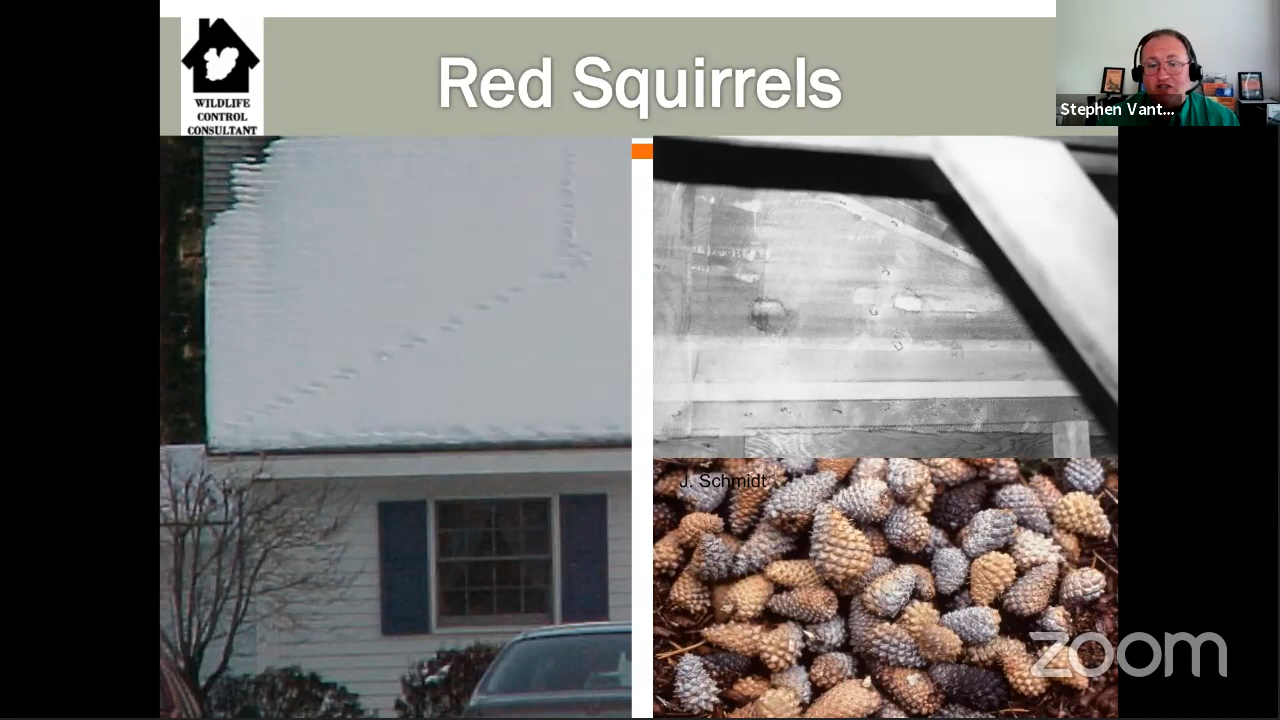 Red Squirrels
WILDLIFE
CONTROL
CONSULTANT
Stephen Vant...
J. Schmidt
zoom